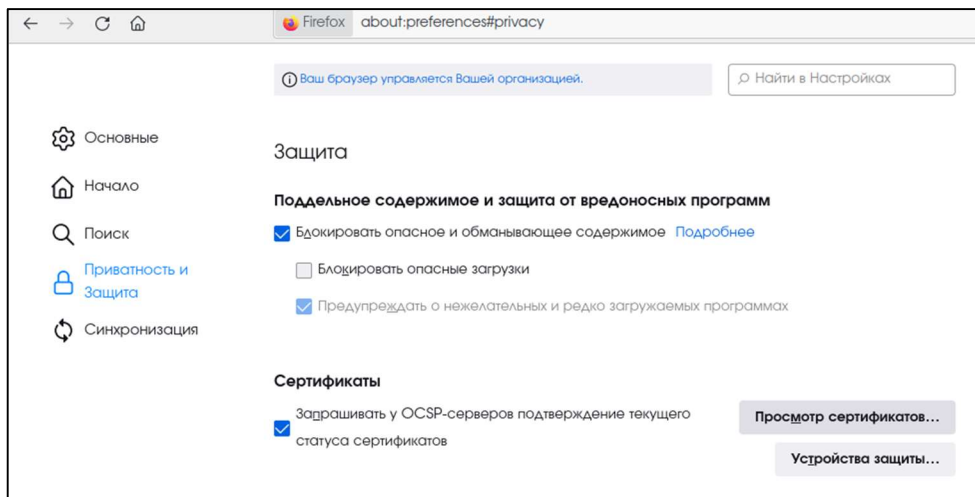 Firefox about:preferences#privacy
Ваш браузер управляется Вашей организацией.
Найти в Настройках
Основные
Начало
Поиск
Приватность и
Защита
Синхронизация
Защита
Поддельное содержимое и защита от вредоносных программ
Блокировать опасное и обманывающее содержимое Подробнее
Блокировать опасные загрузки
Предупреждать о нежелательных и редко загружаемых программах
Сертификаты
Запрашивать у OCSP-серверов подтверждение текущего
статуса сертификатов
Просмотр сертификатов...
Устройства защиты...